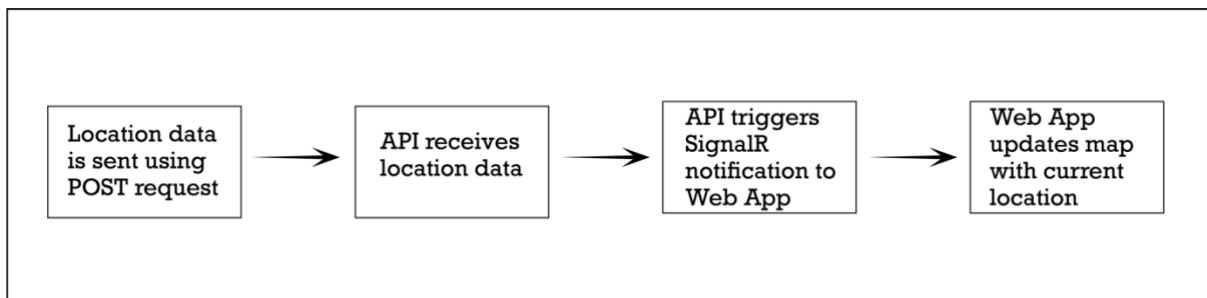 Location data
is sent using
POST request
API receives
location data
API triggers
SignalR
notification to
Web App
Web App
updates map
with current
location